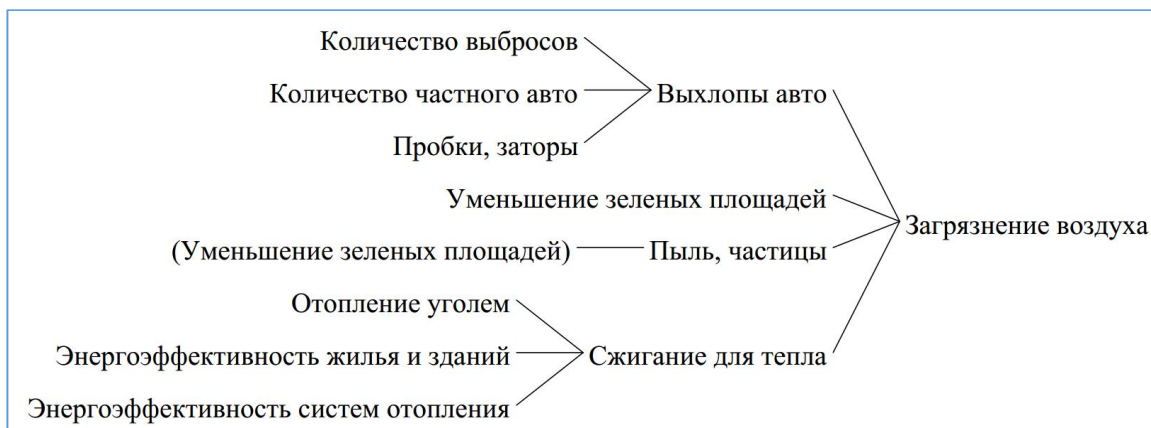 Количество выбросов
Количество частного авто
Выхлопы авто
Пробки, заторы
Уменьшение зеленых площадей
Загрязнение воздуха
(Уменьшение зеленых площадей)
Пыль, частицы
Отопление уголем
Энергоэффективность жилья и зданий
Сжигание для тепла
Энергоэффективность систем отопления